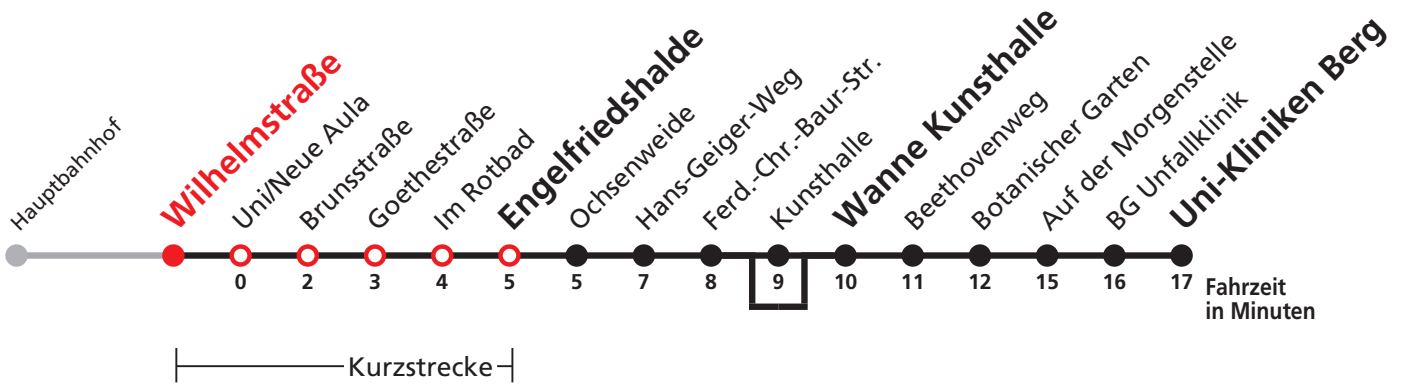 Hauptbahnhof
Wilhelmstraße
Uni/Neue Aula
Brunsstraße
Goethestraße
Im Rotbad
Engelfriedshalde
Ochsenweide
Hans-Geiger-Weg
Ferd.-Chr.-Baur-Str.
Kunsthalle
Wanne Kunsthalle
Beethovenweg
Botanischer Garten
Auf der Morgenstelle
BG Unfallklinik
Uni-Kliniken Berg
0 2 3 4 5 5 7 8 9 10 11 12 15 16 17
Fahrzeit
in Minuten
Kurzstrecke